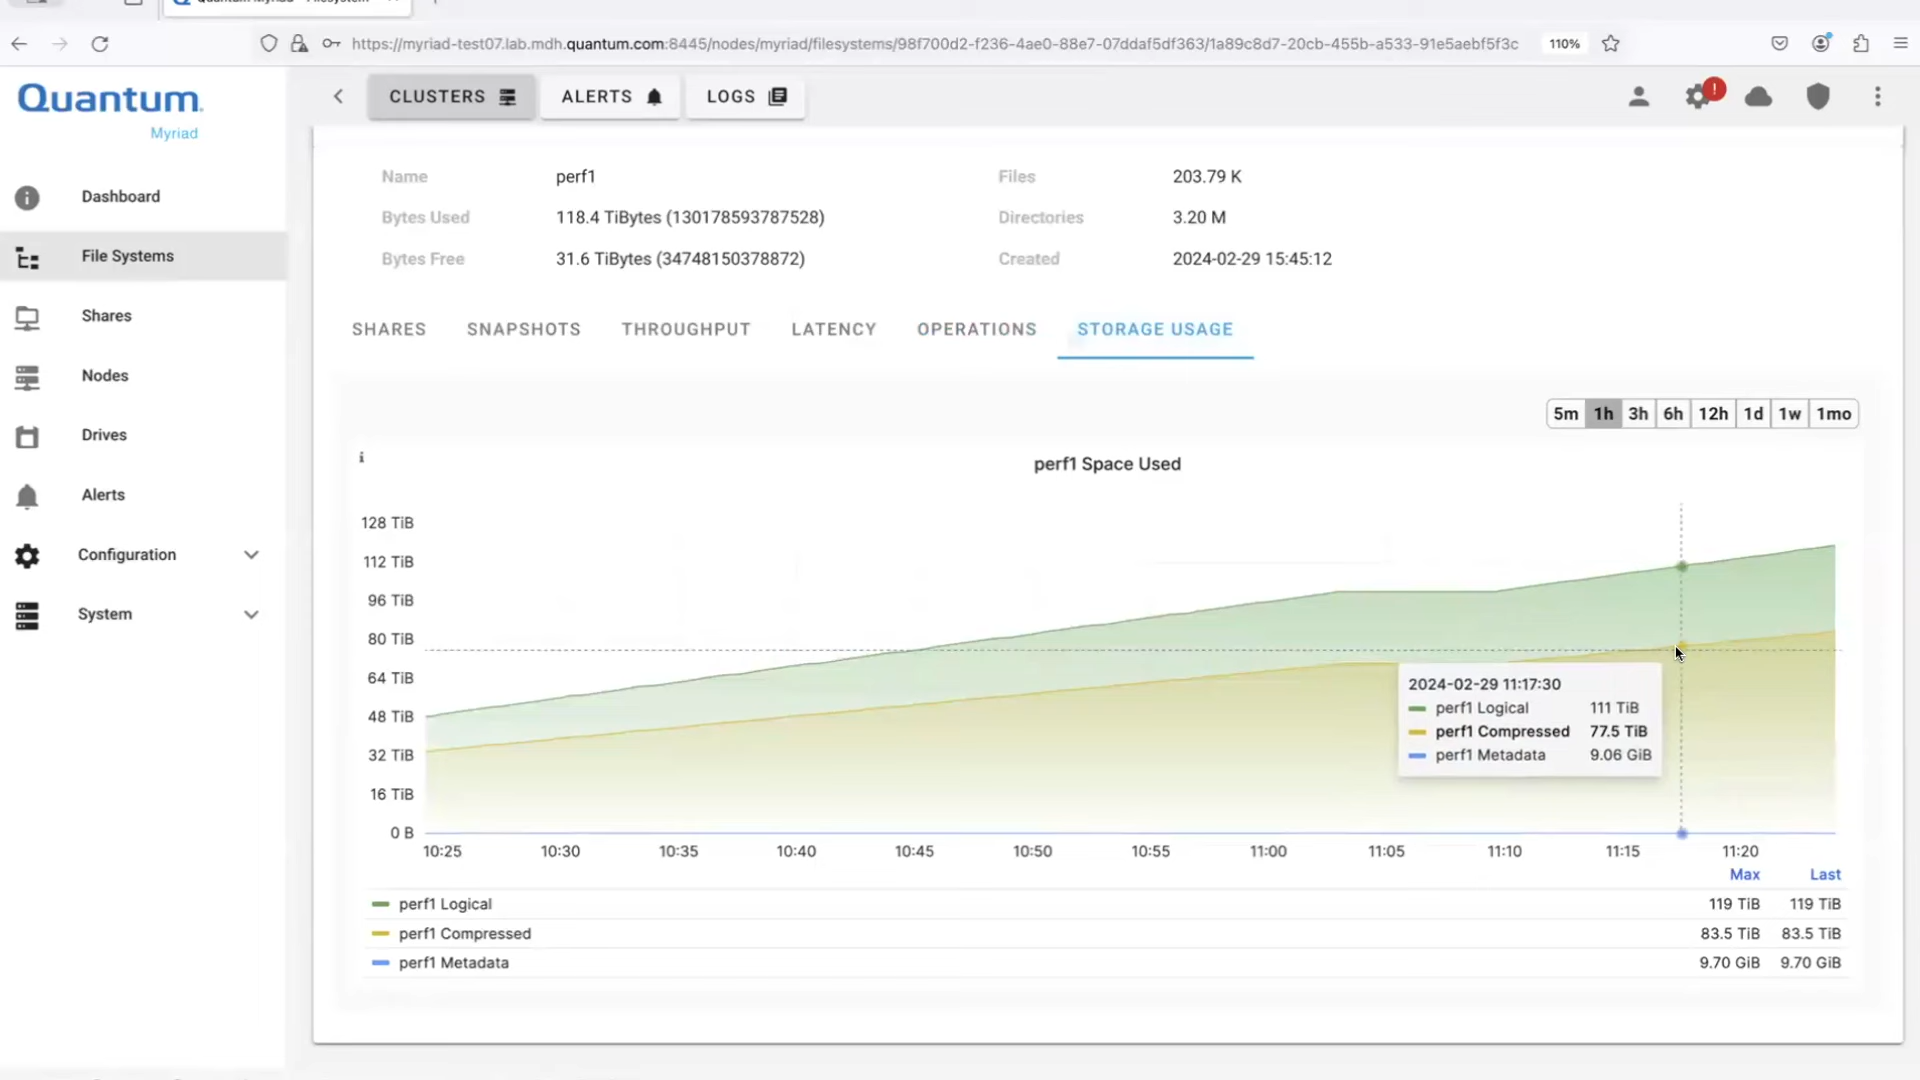 Quantum Myriad - Filesystem
https://myriad-test07.lab.mdh.quantum.com:8445/nodes/myriad/filesystems/98f700d2-f236-4ae0-88e7-07ddaf5df363/1a89c8d7-20cb-455b-a533-91e5aebf5f3c
110%
Quantum
Myriad
CLUSTERS
ALERTS
LOGS
!
Dashboard
File Systems
Shares
Nodes
Drives
Alerts
Configuration
System
Name perf1 Files 203.79 K
Bytes Used 118.4 TiBytes (130178593787528) Directories 3.20 M
Bytes Free 31.6 TiBytes (34748150378872) Created 2024-02-29 15:45:12
SHARES SNAPSHOTS THROUGHPUT LATENCY OPERATIONS STORAGE USAGE
5m 1h 3h 6h 12h 1d 1w 1mo
i
perf1 Space Used
128 TiB
112 TiB
96 TiB
80 TiB
64 TiB
48 TiB
32 TiB
16 TiB
0 B
2024-02-29 11:17:30
perf1 Logical 111 TiB
perf1 Compressed 77.5 TiB
perf1 Metadata 9.06 GiB
10:25 10:30 10:35 10:40 10:45 10:50 10:55 11:00 11:05 11:10 11:15 11:20
Max Last
perf1 Logical 119 TiB 119 TiB
perf1 Compressed 83.5 TiB 83.5 TiB
perf1 Metadata 9.70 GiB 9.70 GiB